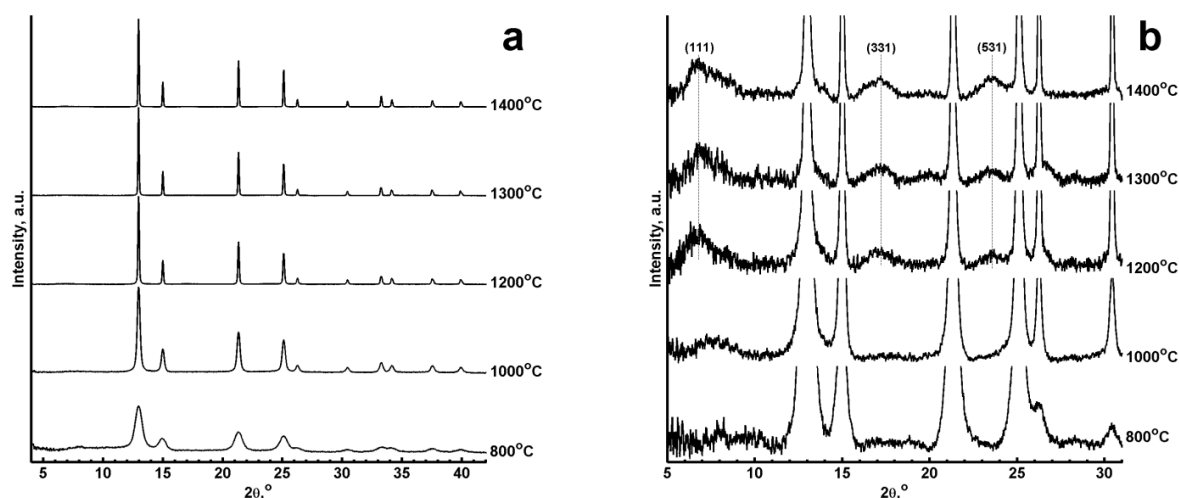 a
1400°C
1300°C
1200°C
1000°C
800°C
Intensity, a.u.
5 10 15 20 25 30 35 40
2θ,°
b
(111) (331) (531)
1400°C
1300°C
1200°C
1000°C
800°C
Intensity, a.u.
5 10 15 20 25 30
2θ,°